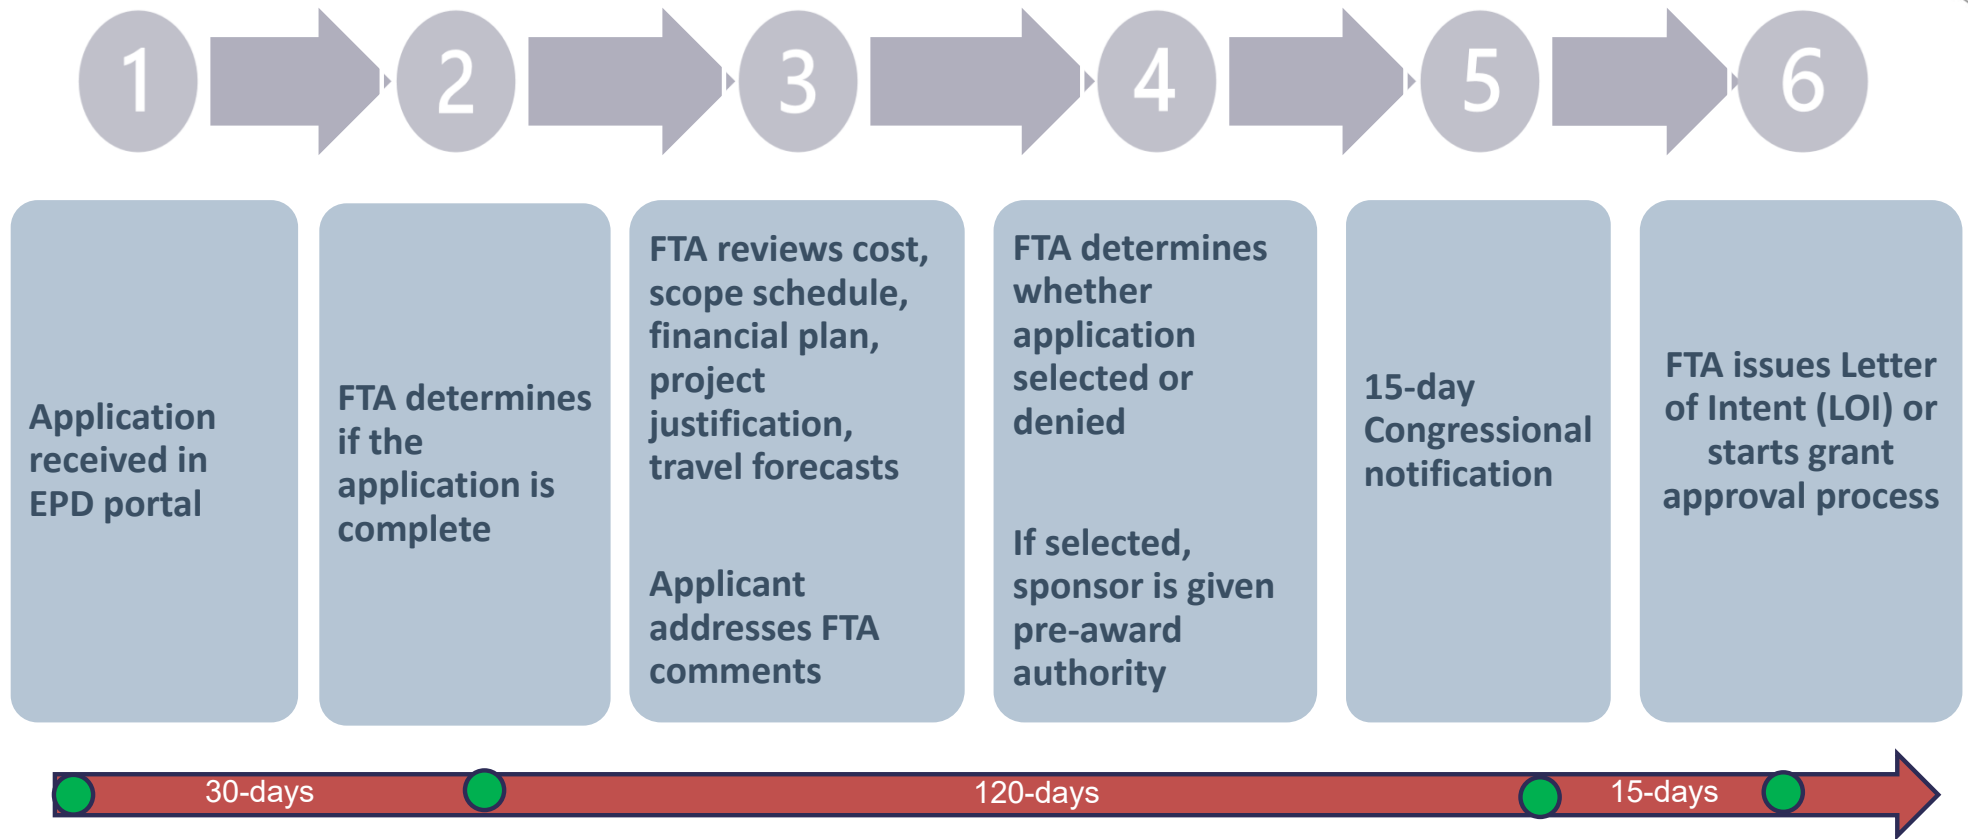 1
2
3
4
5
6
Application
received in
EPD portal
FTA determines
if the
application is
complete
FTA reviews cost,
scope schedule,
financial plan,
project
justification,
travel forecasts
Applicant
addresses FTA
comments
FTA determines
whether
application
selected or
denied
If selected,
sponsor is given
pre-award
authority
15-day
Congressional
notification
FTA issues Letter
of Intent (LOI) or
starts grant
approval process
30-days
120-days
15-days